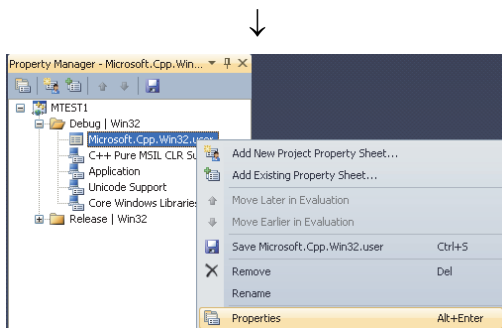 Property Manager - Microsoft.Cpp.Win...
MTEST1
Debug | Win32
Microsoft.Cpp.Win32.user
C++ Pure MSIL CLR Su
Application
Unicode Support
Core Windows Libraries
Release | Win32
Add New Project Property Sheet...
Add Existing Property Sheet...
Move Later in Evaluation
Move Earlier in Evaluation
Save Microsoft.Cpp.Win32.user Ctrl+S
Remove Del
Rename
Properties Alt+Enter